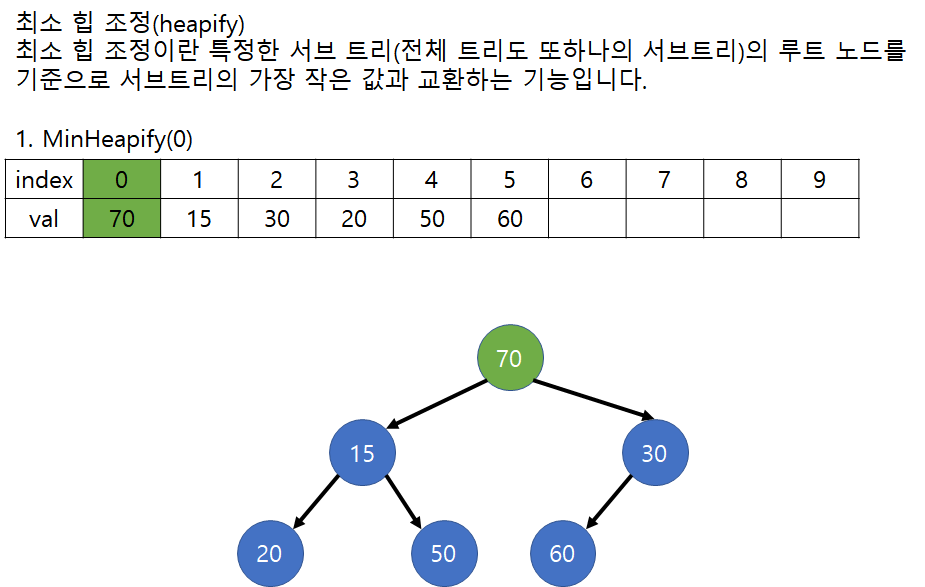 최소 힙 조정(heapify)
최소 힙 조정이란 특정한 서브 트리(전체 트리도 또하나의 서브트리)의 루트 노드를
기준으로 서브트리의 가장 작은 값과 교환하는 기능입니다.
1. MinHeapify(0)
index 0 1 2 3 4 5 6 7 8 9
val 70 15 30 20 50 60
70
15 30
20 50 60